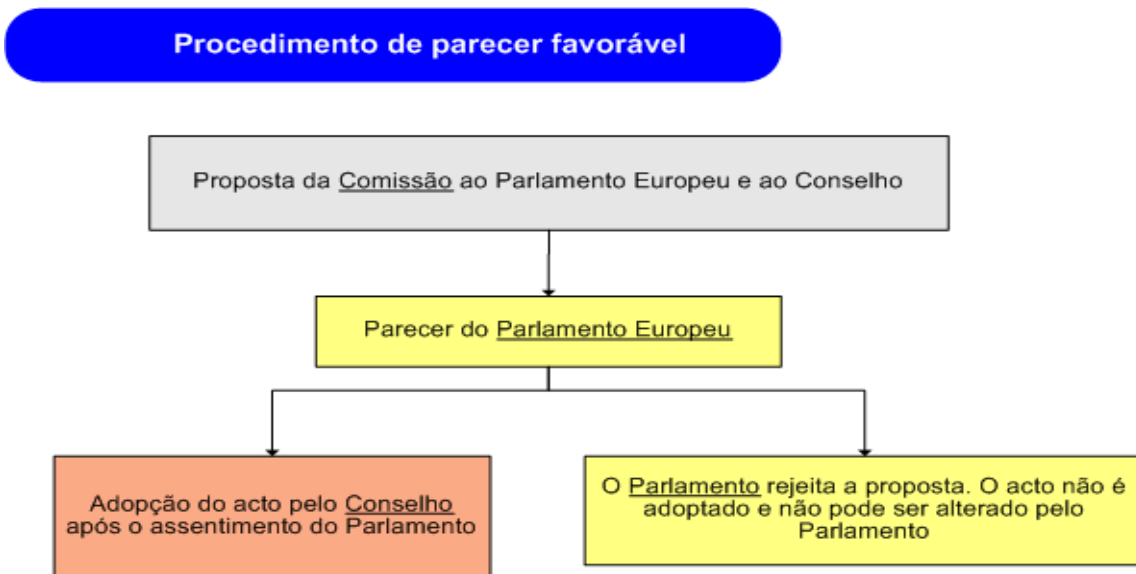 Procedimento de parecer favorável
Proposta da Comissão ao Parlamento Europeu e ao Conselho
Parecer do Parlamento Europeu
Adopção do acto pelo Conselho
após o assentimento do Parlamento
O Parlamento rejeita a proposta. O acto não é
adoptado e não pode ser alterado pelo
Parlamento